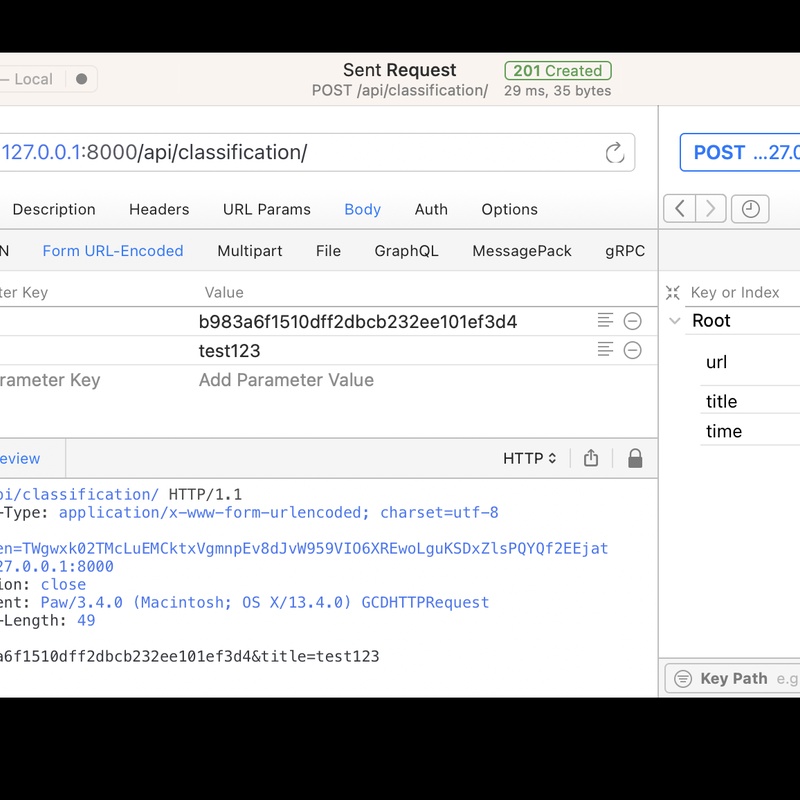 — Local
Sent Request
201 Created
POST /api/classification/
29 ms, 35 bytes
127.0.0.1:8000/api/classification/
POST ...27.0
Description Headers URL Params Body Auth Options
N Form URL-Encoded Multipart File GraphQL MessagePack gRPC
ter Key Value
Key or Index
b983a6f1510dff2dbcb232ee101ef3d4
Root
test123
rameter Key Add Parameter Value
url
title
time
eview HTTP
pi/classification/ HTTP/1.1
-Type: application/x-www-form-urlencoded; charset=utf-8
en=TWgwxk02TMcLuEMCktxVgmnpEv8dJvW959VIO6XREwoLguKSDxZlsPQYQf2EEjat
27.0.0.1:8000
ion: close
ent: Paw/3.4.0 (Macintosh; OS X/13.4.0) GCDHTTPRequest
-Length: 49
a6f1510dff2dbcb232ee101ef3d4&title=test123
Key Path e.g